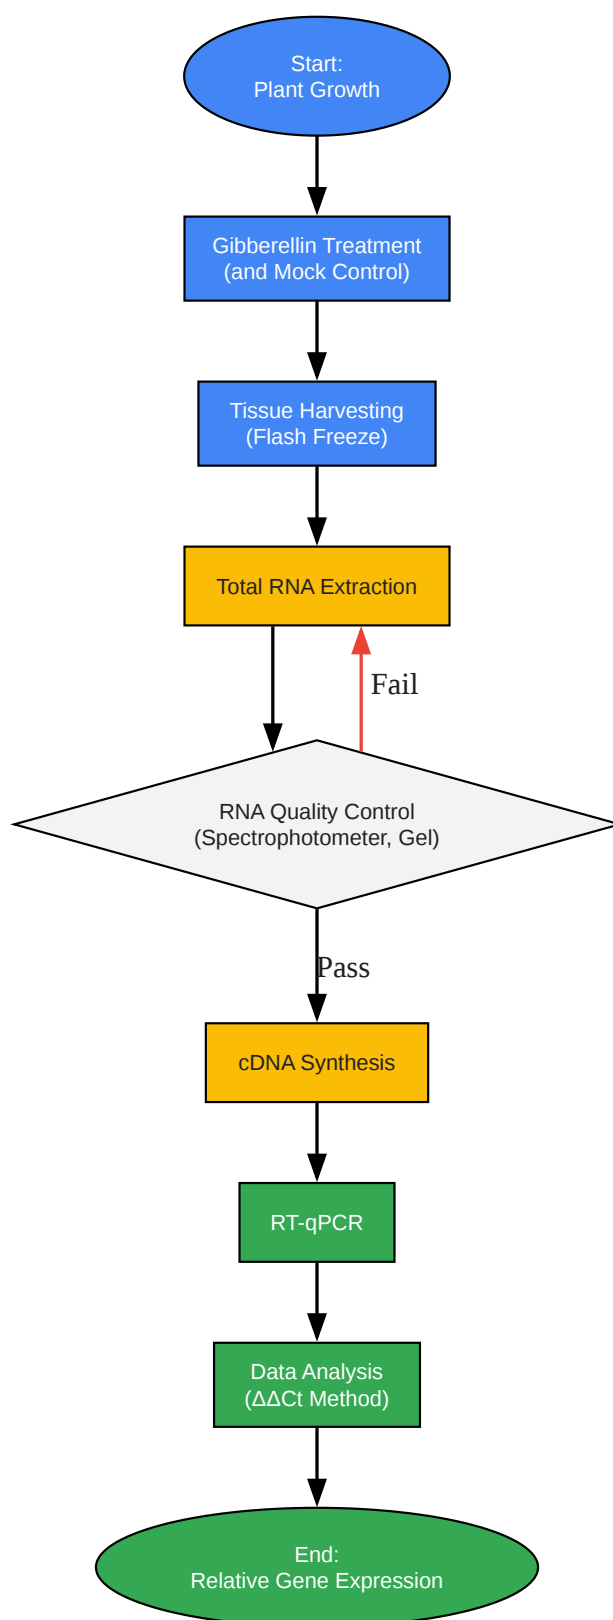 Start:
Plant Growth
Gibberellin Treatment
(and Mock Control)
Tissue Harvesting
(Flash Freeze)
Total RNA Extraction
Fail
RNA Quality Control
(Spectrophotometer, Gel)
Pass
cDNA Synthesis
RT-qPCR
Data Analysis
(ΔΔCt Method)
End:
Relative Gene Expression